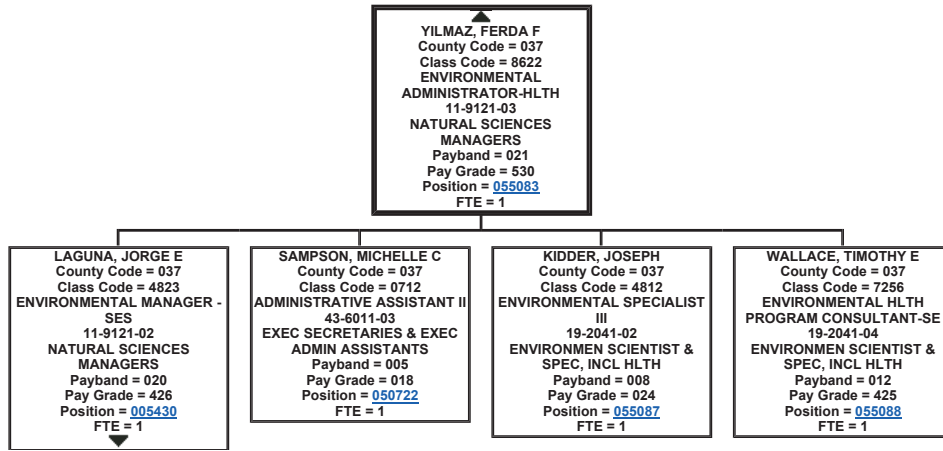 YILMAZ, FERDA F
County Code = 037
Class Code = 8622
ENVIRONMENTAL
ADMINISTRATOR-HLTH
11-9121-03
NATURAL SCIENCES
MANAGERS
Payband = 021
Pay Grade = 530
Position = 055083
FTE = 1
LAGUNA, JORGE E
County Code = 037
Class Code = 4823
ENVIRONMENTAL MANAGER -
SES
11-9121-02
NATURAL SCIENCES
MANAGERS
Payband = 020
Pay Grade = 426
Position = 005430
FTE = 1
SAMPSON, MICHELLE C
County Code = 037
Class Code = 0712
ADMINISTRATIVE ASSISTANT II
43-6011-03
EXEC SECRETARIES & EXEC
ADMIN ASSISTANTS
Payband = 005
Pay Grade = 018
Position = 050722
FTE = 1
KIDDER, JOSEPH
County Code = 037
Class Code = 4812
ENVIRONMENTAL SPECIALIST
III
19-2041-02
ENVIRONMEN SCIENTIST &
SPEC, INCL HLTH
Payband = 008
Pay Grade = 024
Position = 055087
FTE = 1
WALLACE, TIMOTHY E
County Code = 037
Class Code = 7256
ENVIRONMENTAL HLTH
PROGRAM CONSULTANT-SE
19-2041-04
ENVIRONMEN SCIENTIST &
SPEC, INCL HLTH
Payband = 012
Pay Grade = 425
Position = 055088
FTE = 1